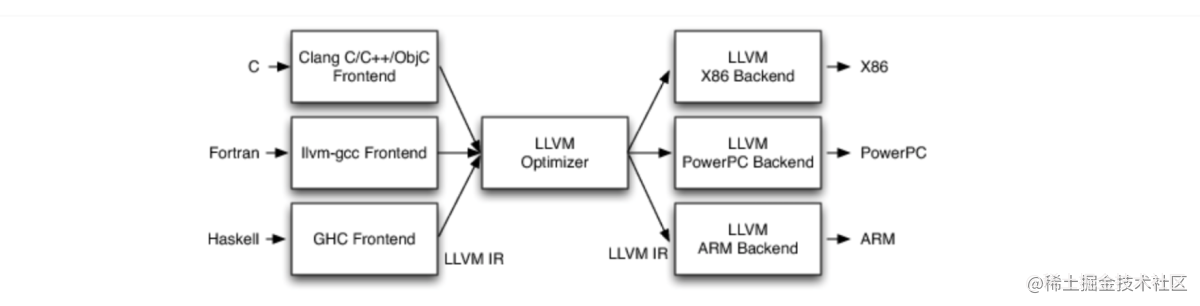 C
Clang C/C++/ObjC
Frontend
LLVM
X86 Backend
X86
Fortran
llvm-gcc Frontend
LLVM
Optimizer
LLVM
PowerPC Backend
PowerPC
Haskell
GHC Frontend
LLVM IR
LLVM IR
LLVM
ARM Backend
ARM
@稀土掘金技术社区